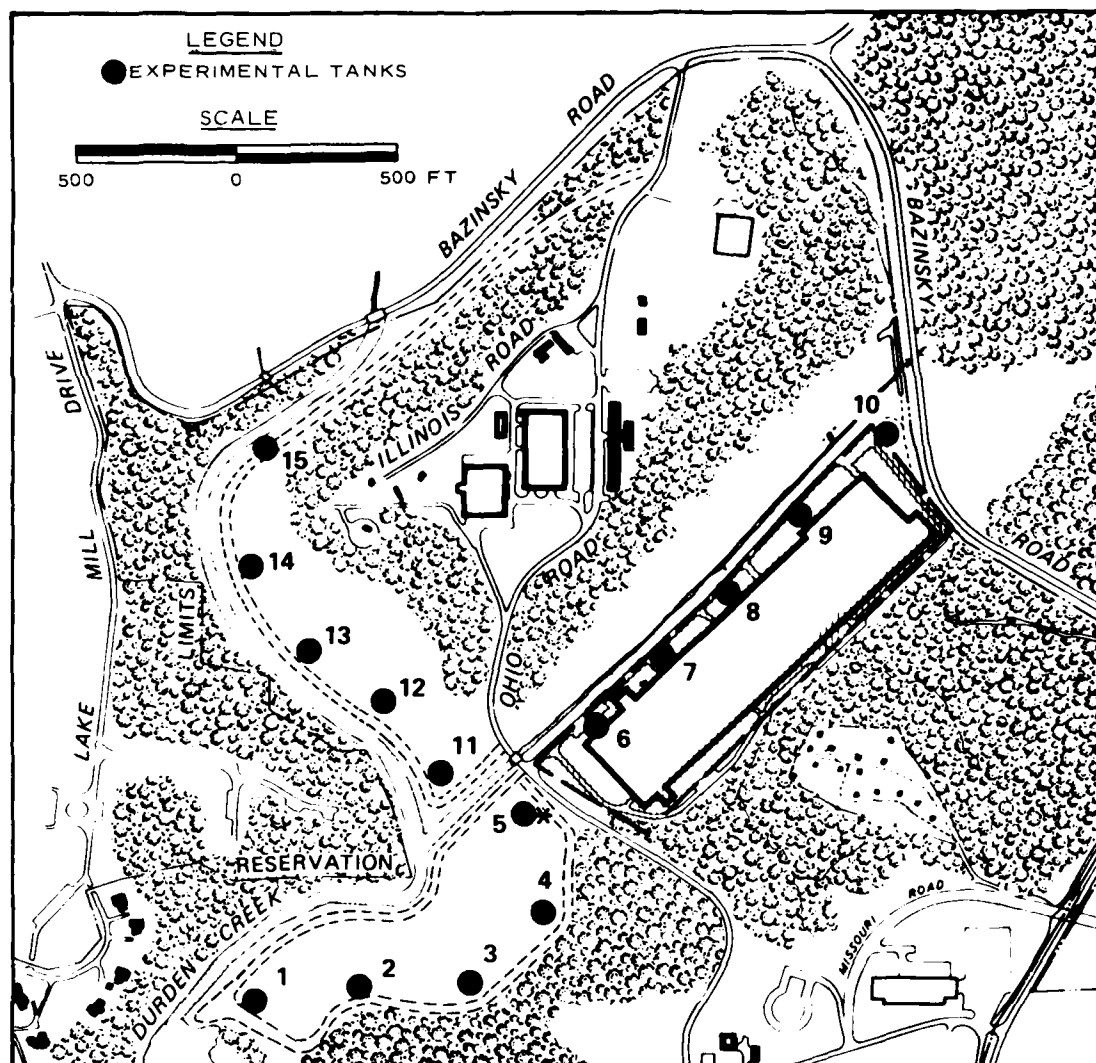 LEGEND
EXPERIMENTAL TANKS
SCALE
500 0 500 FT
BAZINSKY ROAD
BAZINSKY
ROAD
ILLINOIS ROAD
OHIO ROAD
LAKE MILL DRIVE
LIMITS
RESERVATION
DURDEN CREEK
MISSOURI ROAD
10
15
9
14
8
13
7
12
6
11
5
4
3
2
1